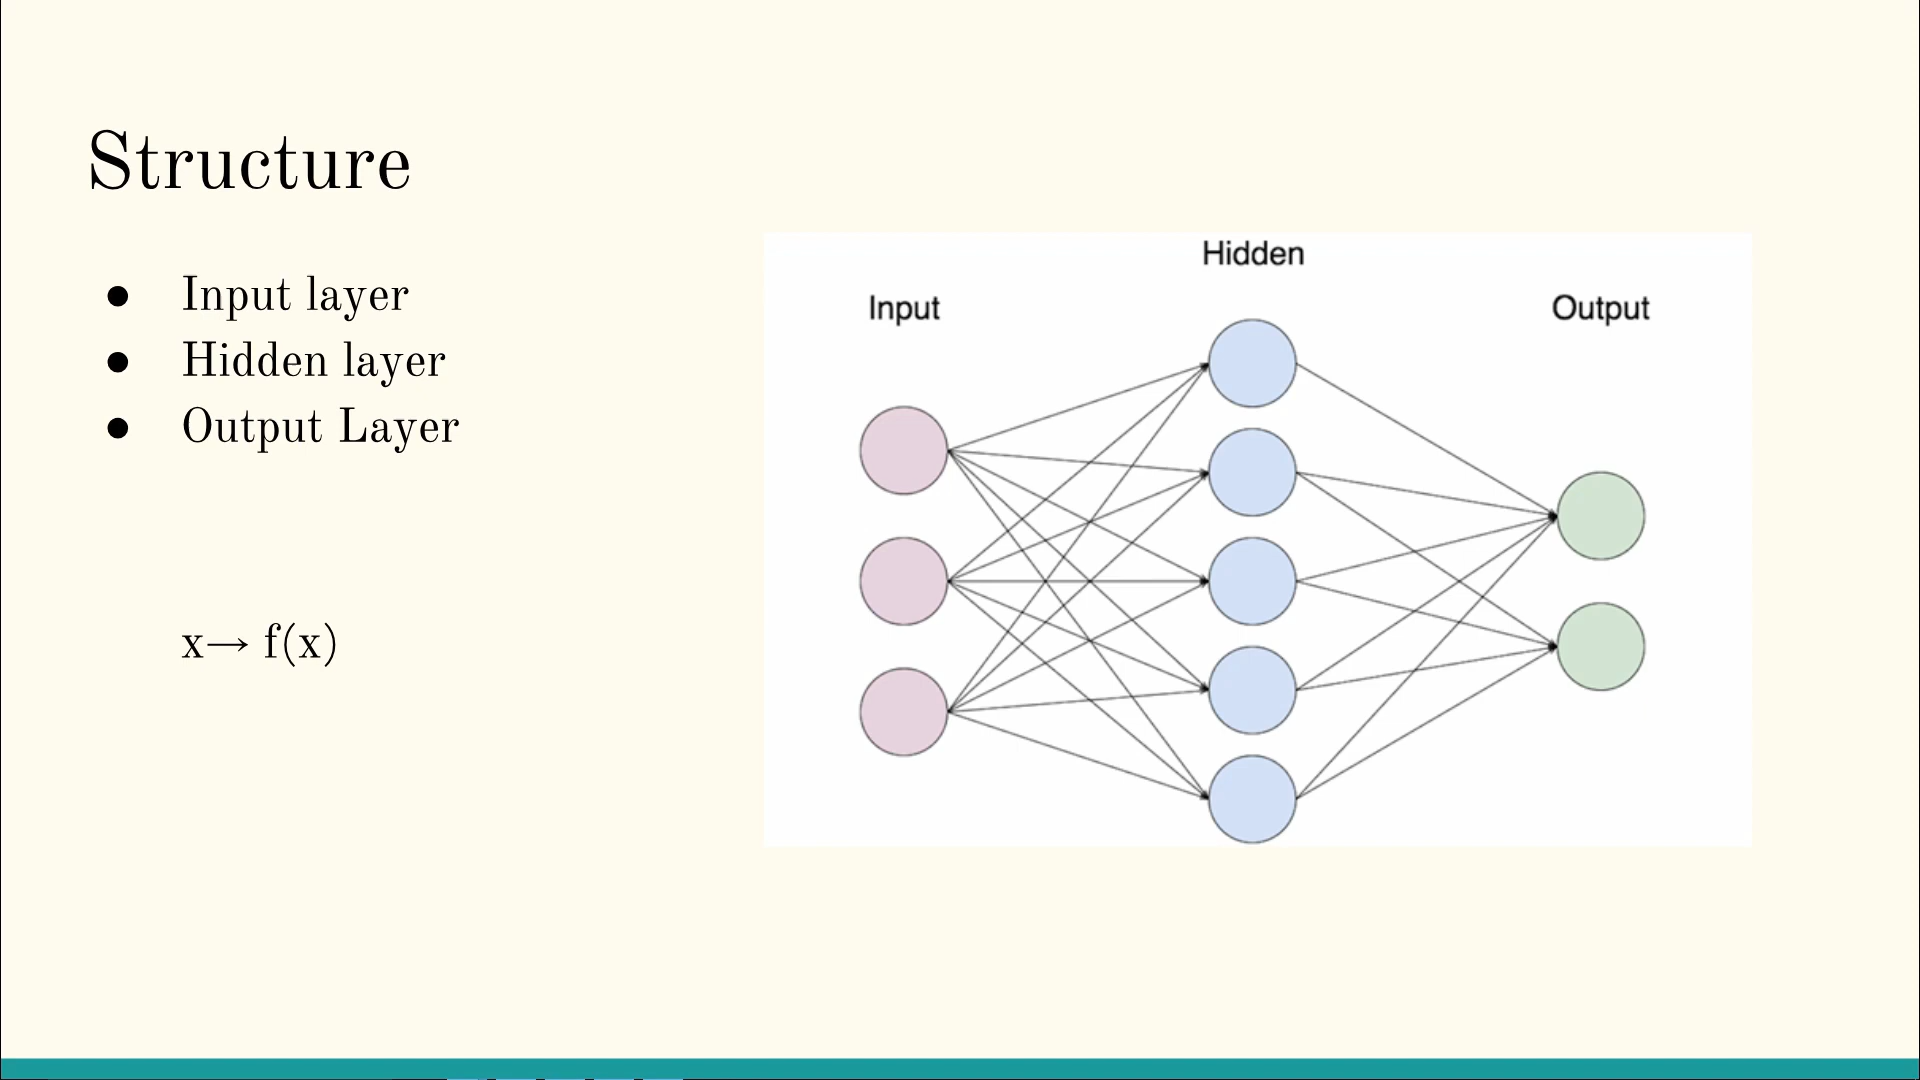 Structure
● Input layer
● Hidden layer
● Output Layer
x→ f(x)
Hidden
Input
Output